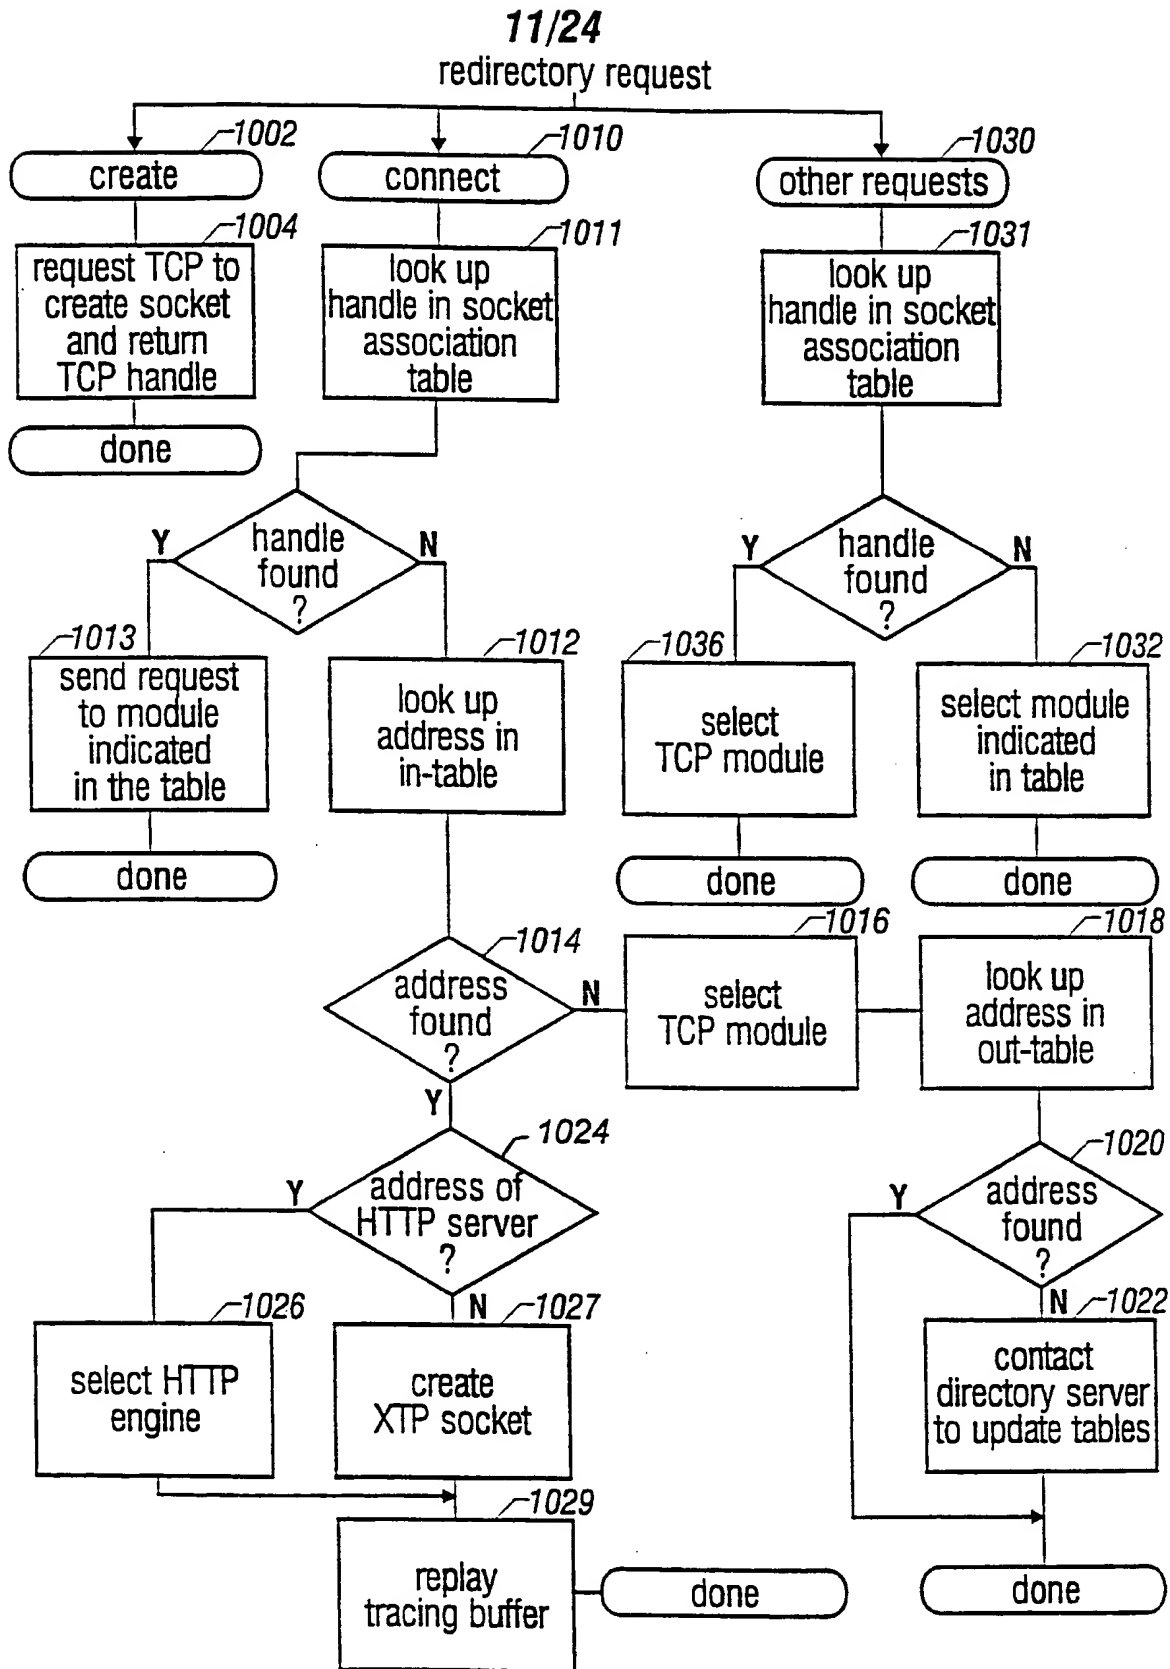 11/24
redirectory request
1002
create
1010
connect
1030
other requests
1004
request TCP to
create socket
and return
TCP handle
1011
look up
handle in socket
association
table
1031
look up
handle in socket
association
table
done
Y
handle
found
?
N
Y
handle
found
?
N
1013
send request
to module
indicated
in the table
1012
look up
address in
in-table
1036
select
TCP module
1032
select module
indicated
in table
done
done
done
1014
address
found
?
N
Y
1016
select
TCP module
1018
look up
address in
out-table
1024
address of
HTTP server
?
Y
N
1020
address
found
?
Y
N
1026
select HTTP
engine
1027
create
XTP socket
1022
contact
directory server
to update tables
1029
replay
tracing buffer
done
done